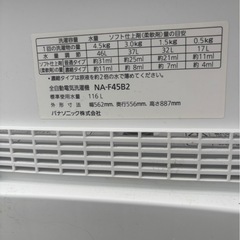 洗濯容量 水量 ソフト仕上剤(柔軟剤)の目安
1回の洗濯容量 4.5kg 3.0kg 1.5kg 0.5kg
水量 46L 37L 32L 17L
ソフト仕上剤(柔軟剤) 普通タイプ 約31ml 約25ml 約21ml 約11ml
濃縮タイプ 約11ml 約8ml 約7ml 約4ml
*濃縮タイプは原液を約2倍の水で薄めてください
全自動電気洗濯機 NA-F45B2
標準使用水量 116L
外形寸法 幅562mm、奥行556mm、高さ887mm
パナソニック株式会社